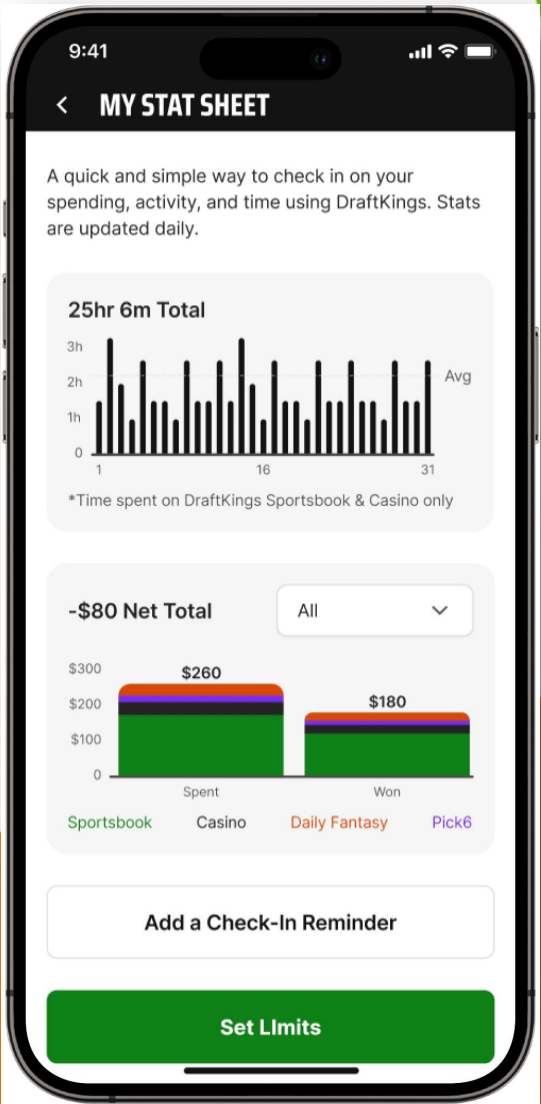 9:41
MY STAT SHEET
A quick and simple way to check in on your
spending, activity, and time using DraftKings. Stats
are updated daily.
25hr 6m Total
3h
2h
Avg
1h
0
1 16 31
*Time spent on DraftKings Sportsbook & Casino only
-$80 Net Total
All
$300
$260
$200
$180
$100
0
Spent Won
Sportsbook Casino Daily Fantasy Pick6
Add a Check-In Reminder
Set LImits